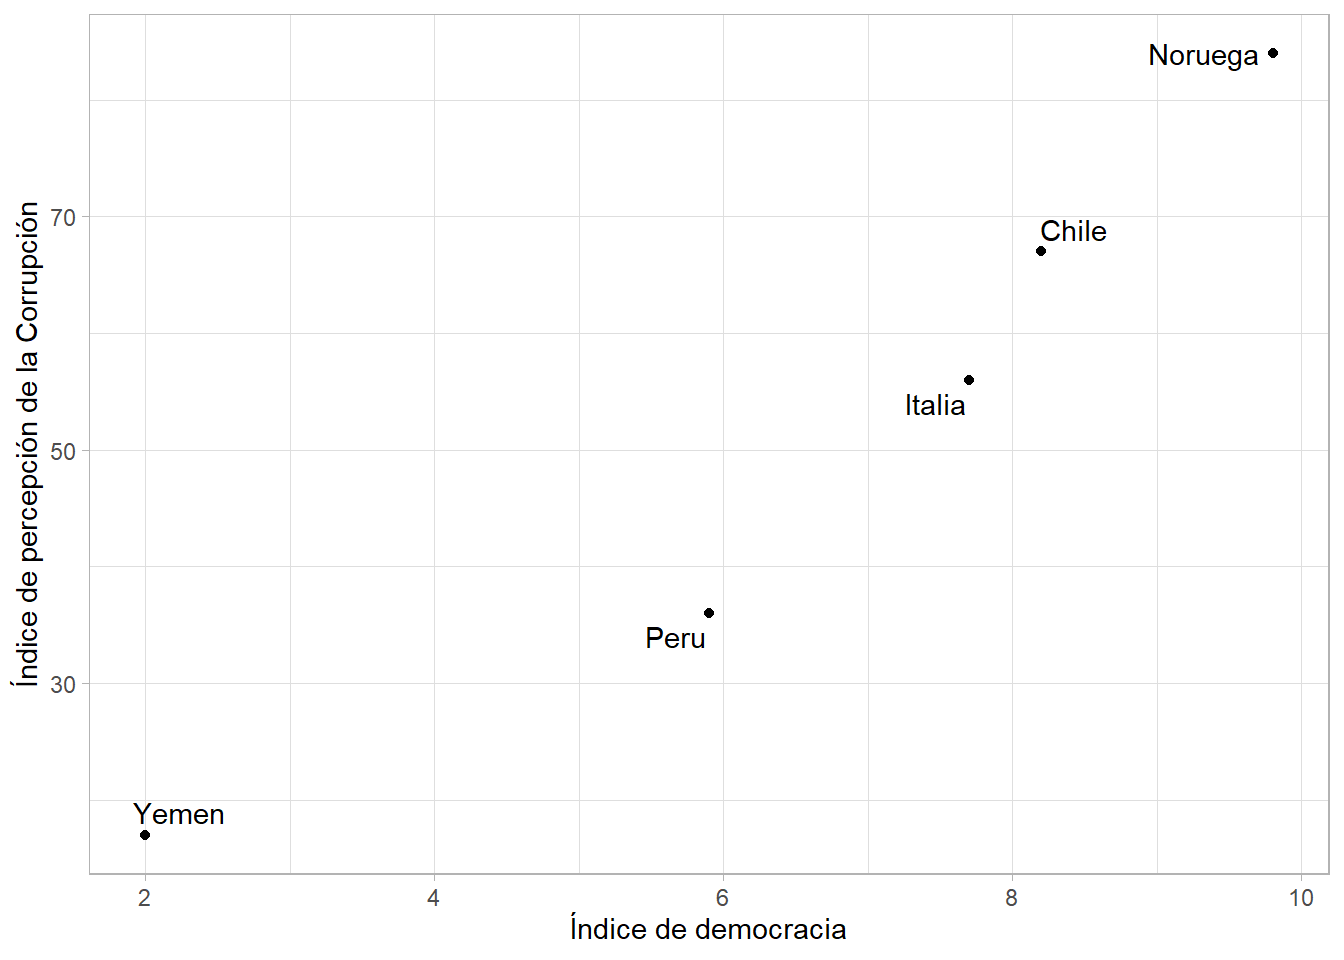 Noruega
70
Chile
Italia
50
Peru
30
Yemen
2 4 6 8 10
Índice de democracia
Índice de percepción de la Corrupción